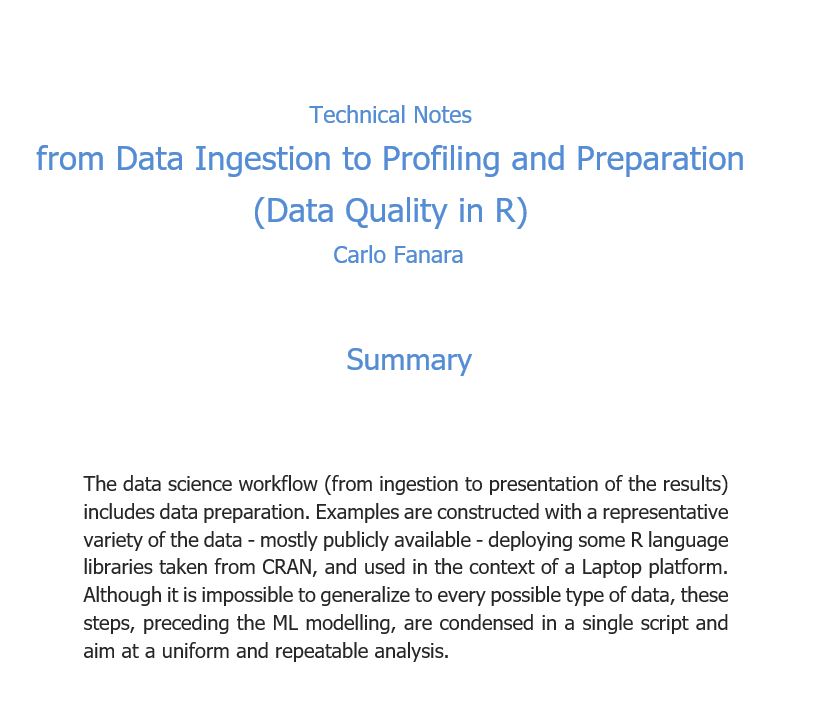 Technical Notes
from Data Ingestion to Profiling and Preparation
(Data Quality in R)
Carlo Fanara
Summary
The data science workflow (from ingestion to presentation of the results)
includes data preparation. Examples are constructed with a representative
variety of the data - mostly publicly available - deploying some R language
libraries taken from CRAN, and used in the context of a Laptop platform.
Although it is impossible to generalize to every possible type of data, these
steps, preceding the ML modelling, are condensed in a single script and
aim at a uniform and repeatable analysis.